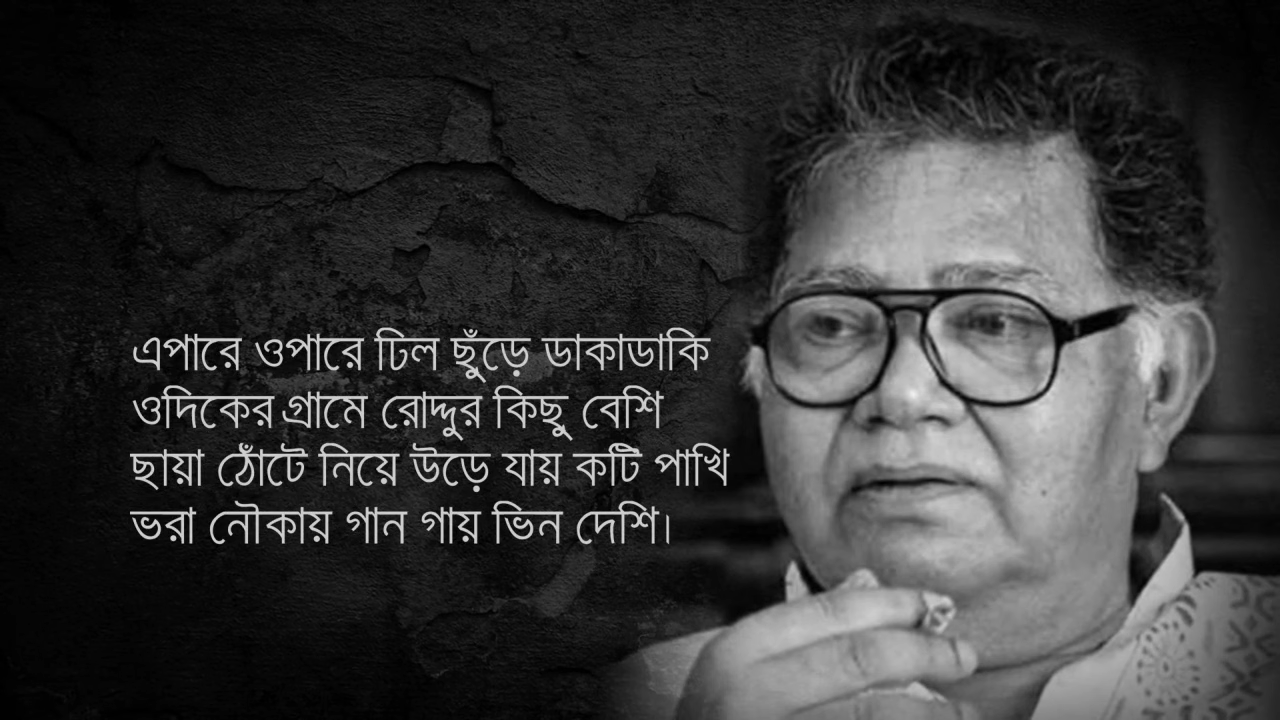 এপারে ওপারে ঢিল ছুঁড়ে ডাকাডাকি
ওদিকের গ্রামে রোদ্দুর কিছু বেশি
ছায়া ঠোঁটে নিয়ে উড়ে যায় কটি পাখি
ভরা নৌকায় গান গায় ভিন দেশি।